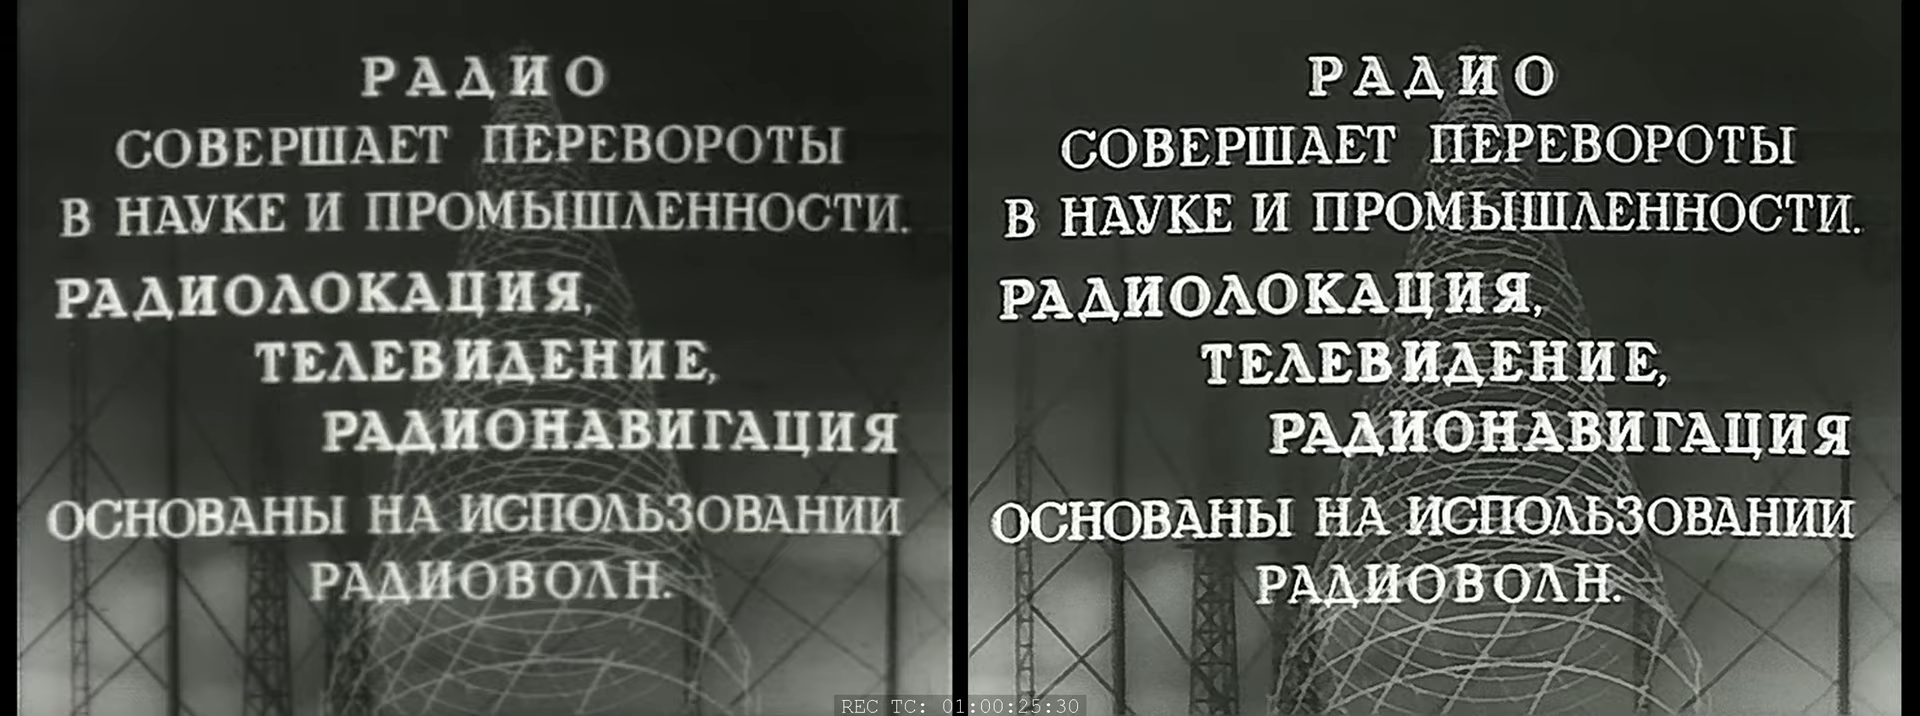 РАДИО
СОВЕРШАЕТ ПЕРЕВОРОТЫ
В НАУКЕ И ПРОМЫШЛЕННОСТИ.
РАДИОЛОКАЦИЯ,
ТЕЛЕВИДЕНИЕ,
РАДИОНАВИГАЦИЯ
ОСНОВАНЫ НА ИСПОЛЬЗОВАНИИ
РАДИОВОЛН.
РАДИО
СОВЕРШАЕТ ПЕРЕВОРОТЫ
В НАУКЕ И ПРОМЫШЛЕННОСТИ.
РАДИОЛОКАЦИЯ,
ТЕЛЕВИДЕНИЕ,
РАДИОНАВИГАЦИЯ
ОСНОВАНЫ НА ИСПОЛЬЗОВАНИИ
РАДИОВОЛН.
REC TC: 01:00:25:30